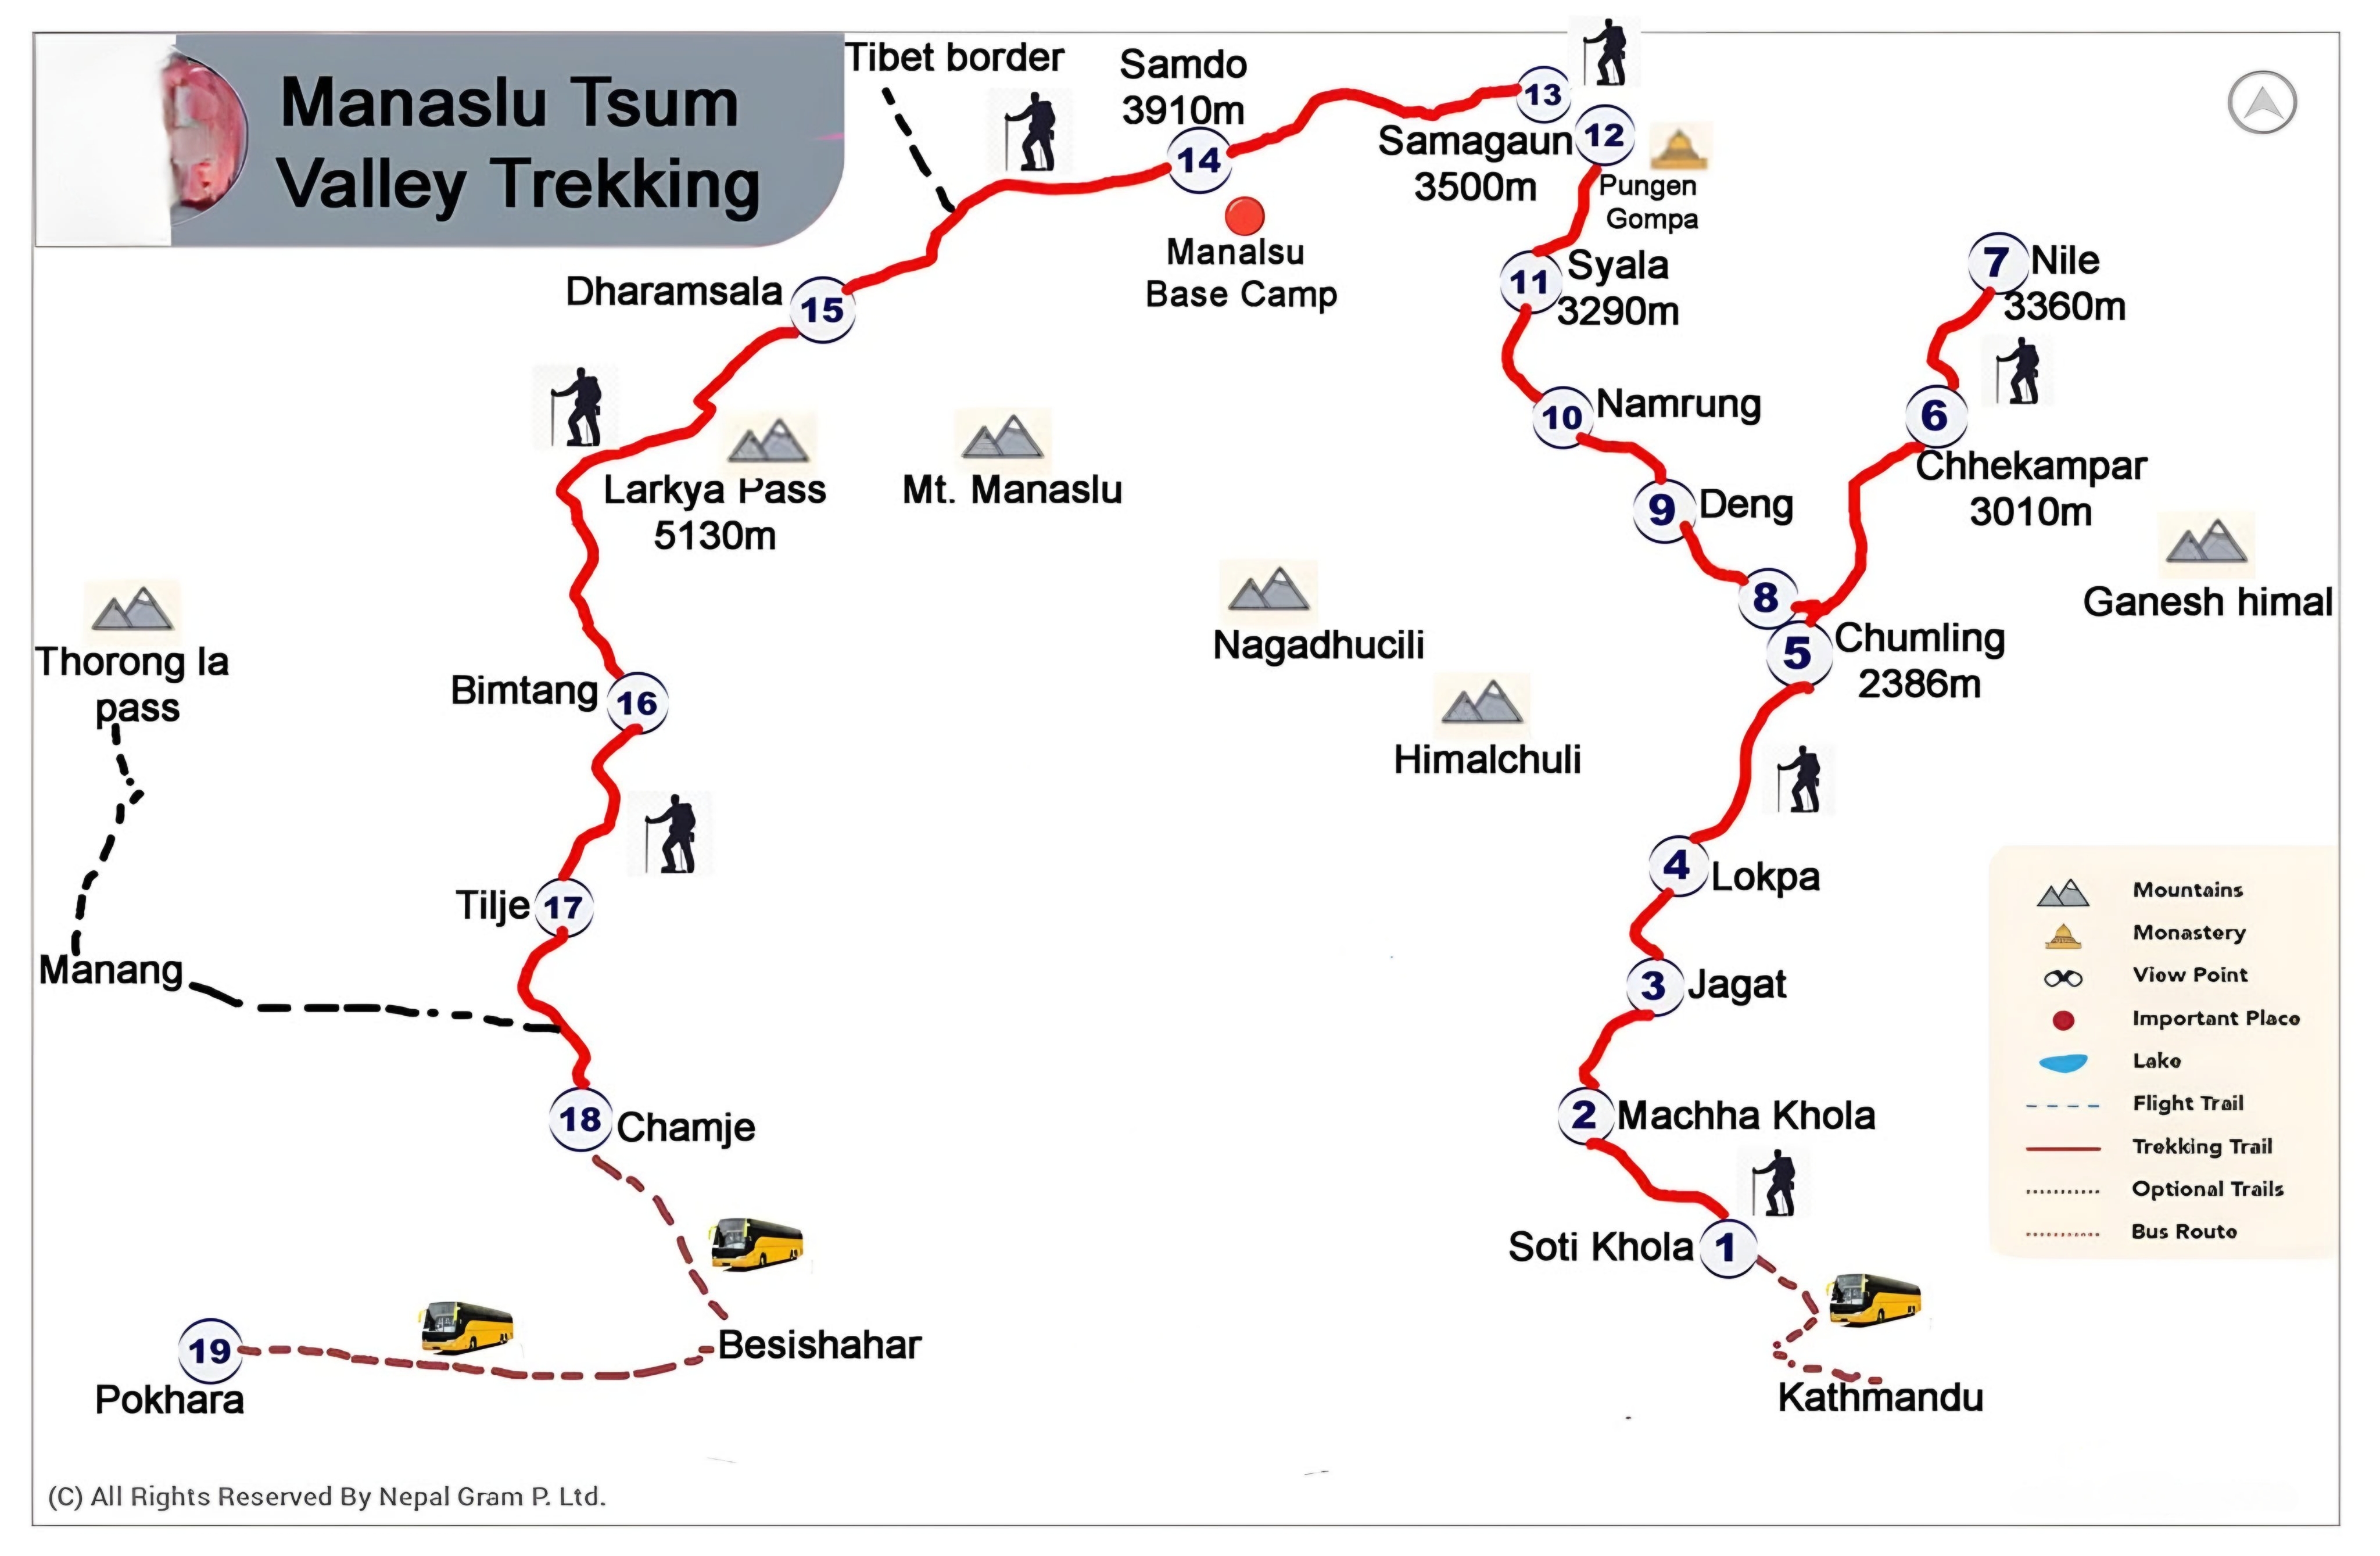 Manaslu Tsum
Valley Trekking
Tibet border
Samdo
3910m
14
13
12
Samagaun
3500m
Pungen
Gompa
Manalsu
Base Camp
Dharamsala
15
11
Syala
3290m
7
Nile
3360m
10
Namrung
6
Chhekampar
3010m
Larkya Pass
5130m
Mt. Manaslu
9
Deng
8
Ganesh himal
Nagadhucili
5
Chumling
2386m
Thorong la
pass
Bimtang
16
Himalchuli
4
Lokpa
Tilje
17
Manang
3
Jagat
18
Chamje
2
Machha Khola
Soti Khola
1
19
Pokhara
Besishahar
Kathmandu
Mountains
Monastery
View Point
Important Place
Lake
Flight Trail
Trekking Trail
Optional Trails
Bus Route
(C) All Rights Reserved By Nepal Gram P. Ltd.